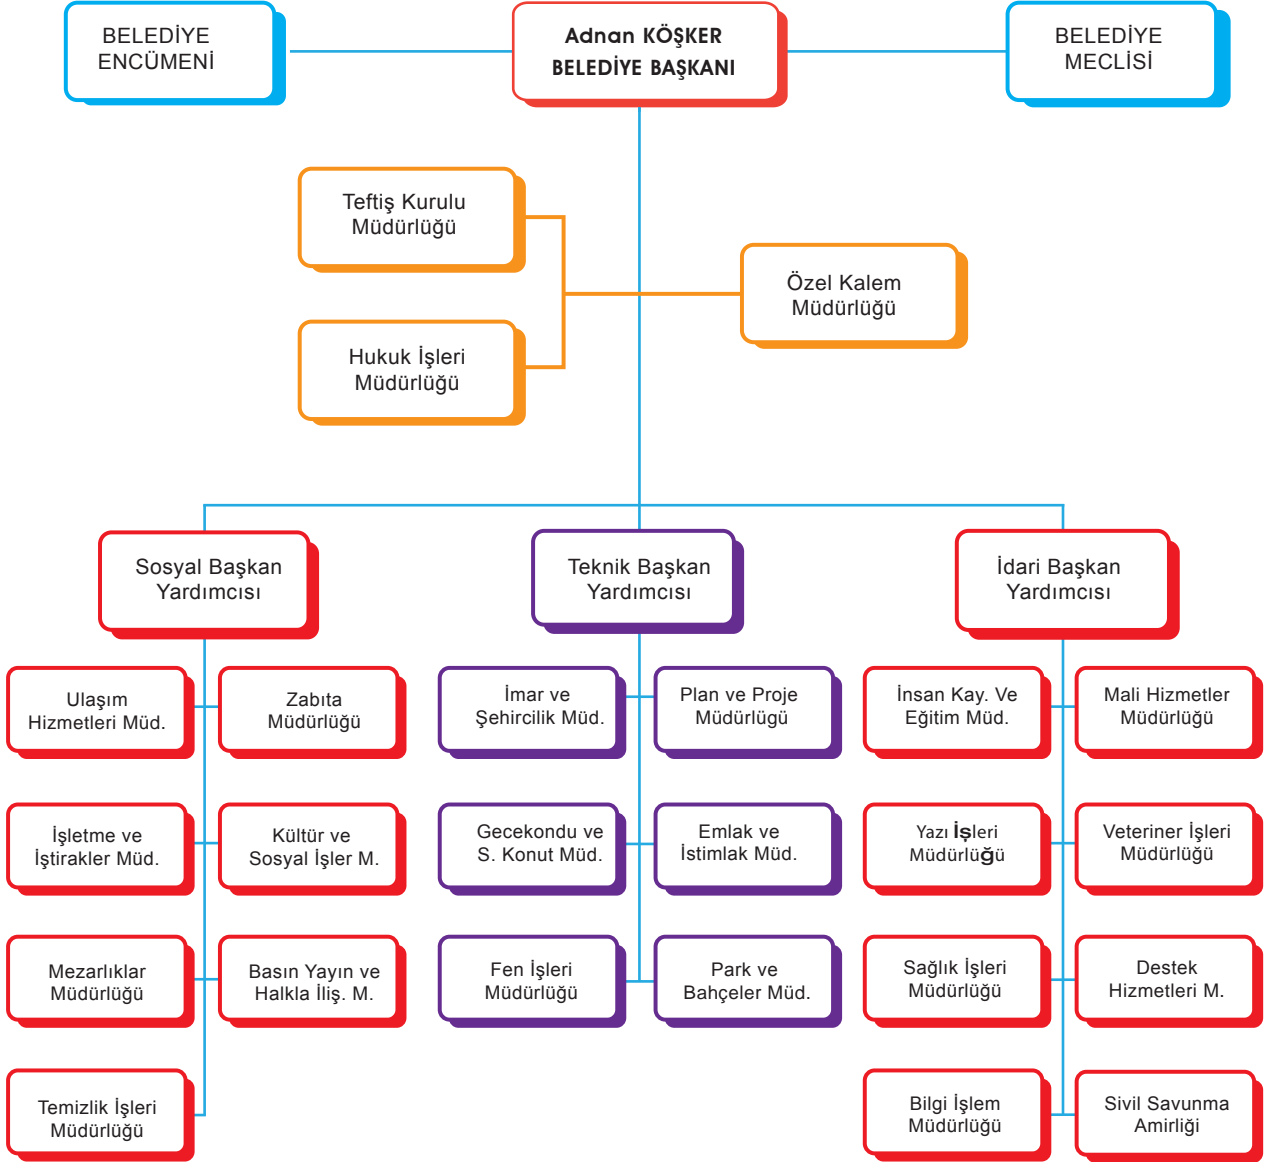 BELEDİYE
ENCÜMENİ
Adnan KÖŞKER
BELEDİYE BAŞKANI
BELEDİYE
MECLİSİ
Teftiş Kurulu
Müdürlüğü
Özel Kalem
Müdürlüğü
Hukuk İşleri
Müdürlüğü
Sosyal Başkan
Yardımcısı
Teknik Başkan
Yardımcısı
İdari Başkan
Yardımcısı
Ulaşım
Hizmetleri Müd.
Zabıta
Müdürlüğü
İmar ve
Şehircilik Müd.
Plan ve Proje
Müdürlügü
İnsan Kay. Ve
Eğitim Müd.
Mali Hizmetler
Müdürlüğü
İşletme ve
İştirakler Müd.
Kültür ve
Sosyal İşler M.
Gecekondu ve
S. Konut Müd.
Emlak ve
İstimlak Müd.
Yazı İşleri
Müdürlüğü
Veteriner İşleri
Müdürlüğü
Mezarlıklar
Müdürlüğü
Basın Yayın ve
Halkla İliş. M.
Fen İşleri
Müdürlüğü
Park ve
Bahçeler Müd.
Sağlık İşleri
Müdürlüğü
Destek
Hizmetleri M.
Temizlik İşleri
Müdürlüğü
Bilgi İşlem
Müdürlüğü
Sivil Savunma
Amirliği